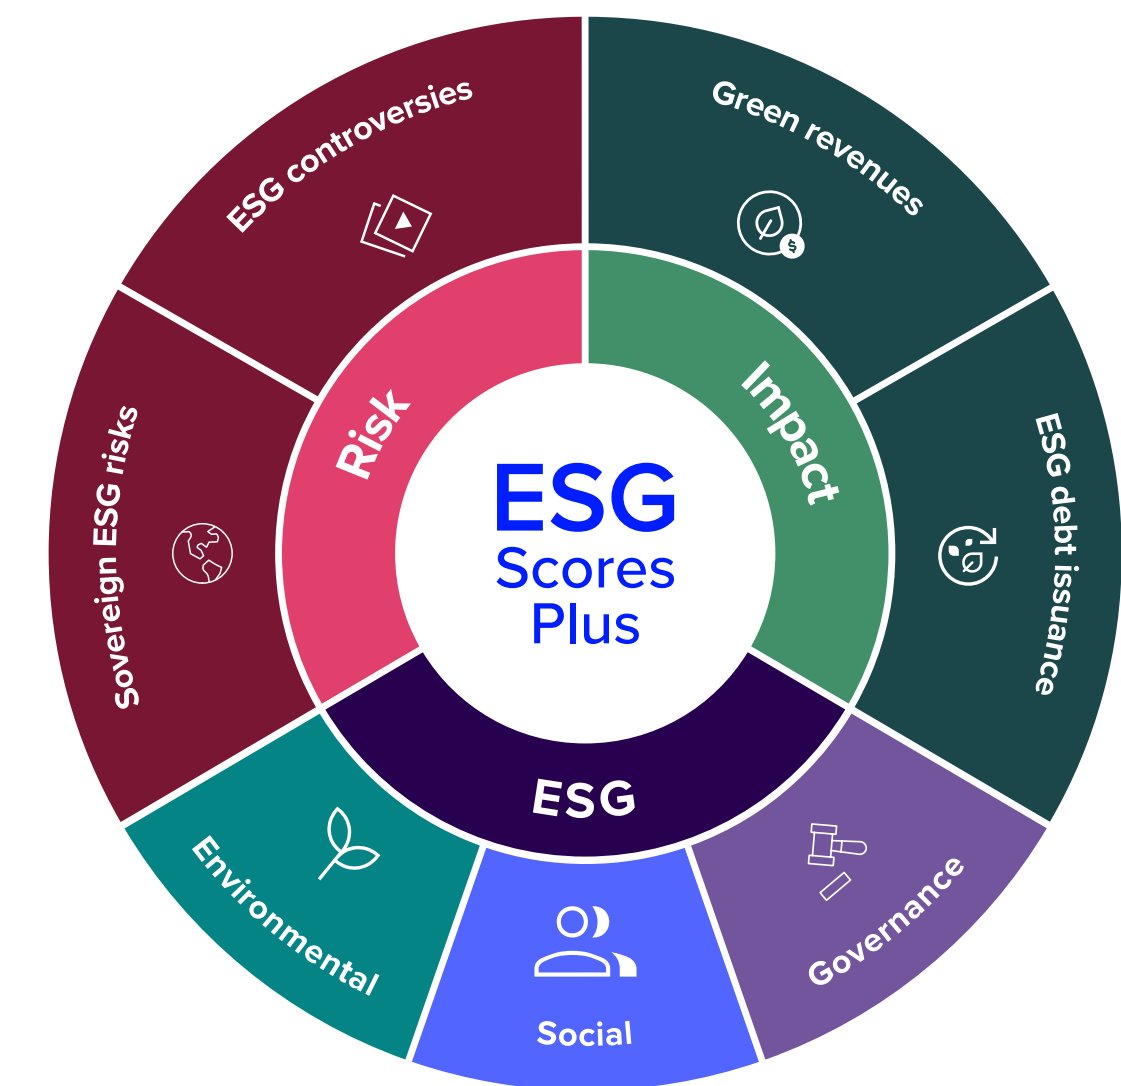 ESG controversies
Green revenues
Risk
Impact
Sovereign ESG risks
ESG debt issuance
ESG
Scores
Plus
ESG
$
Environmental
Social
Governance